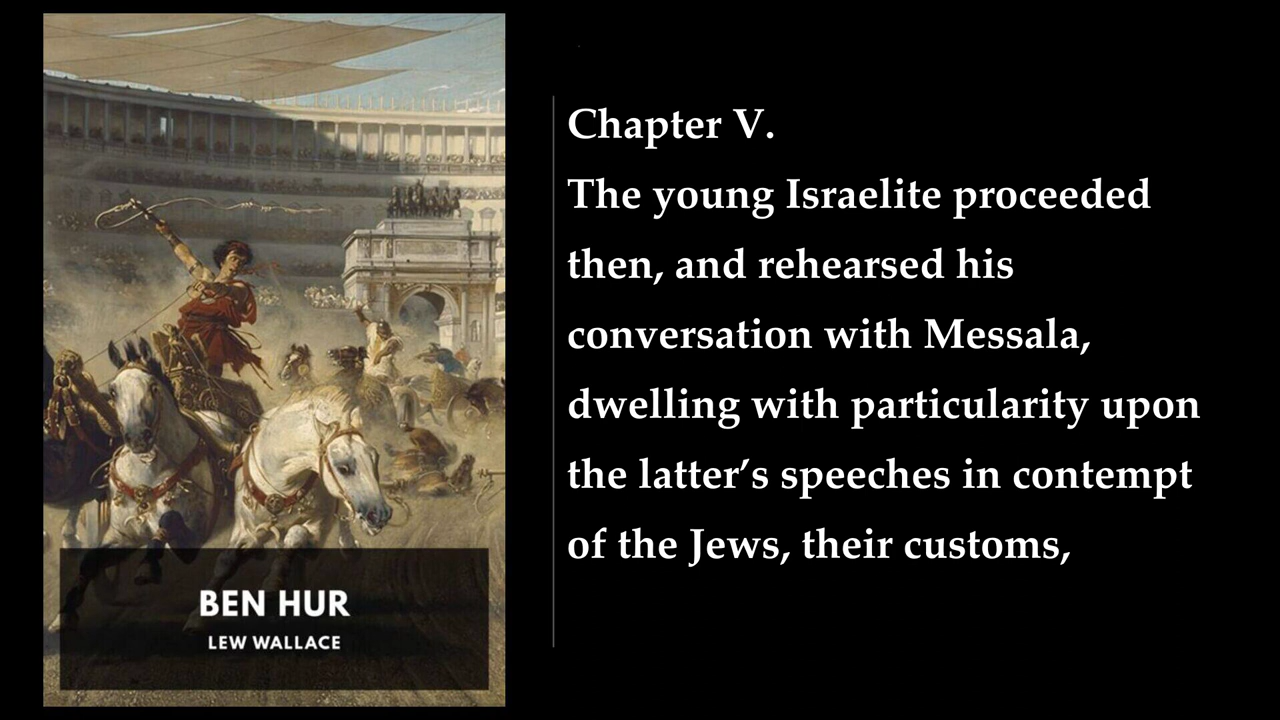 BEN HUR
LEW WALLACE
Chapter V.
The young Israelite proceeded
then, and rehearsed his
conversation with Messala,
dwelling with particularity upon
the latter’s speeches in contempt
of the Jews, their customs,